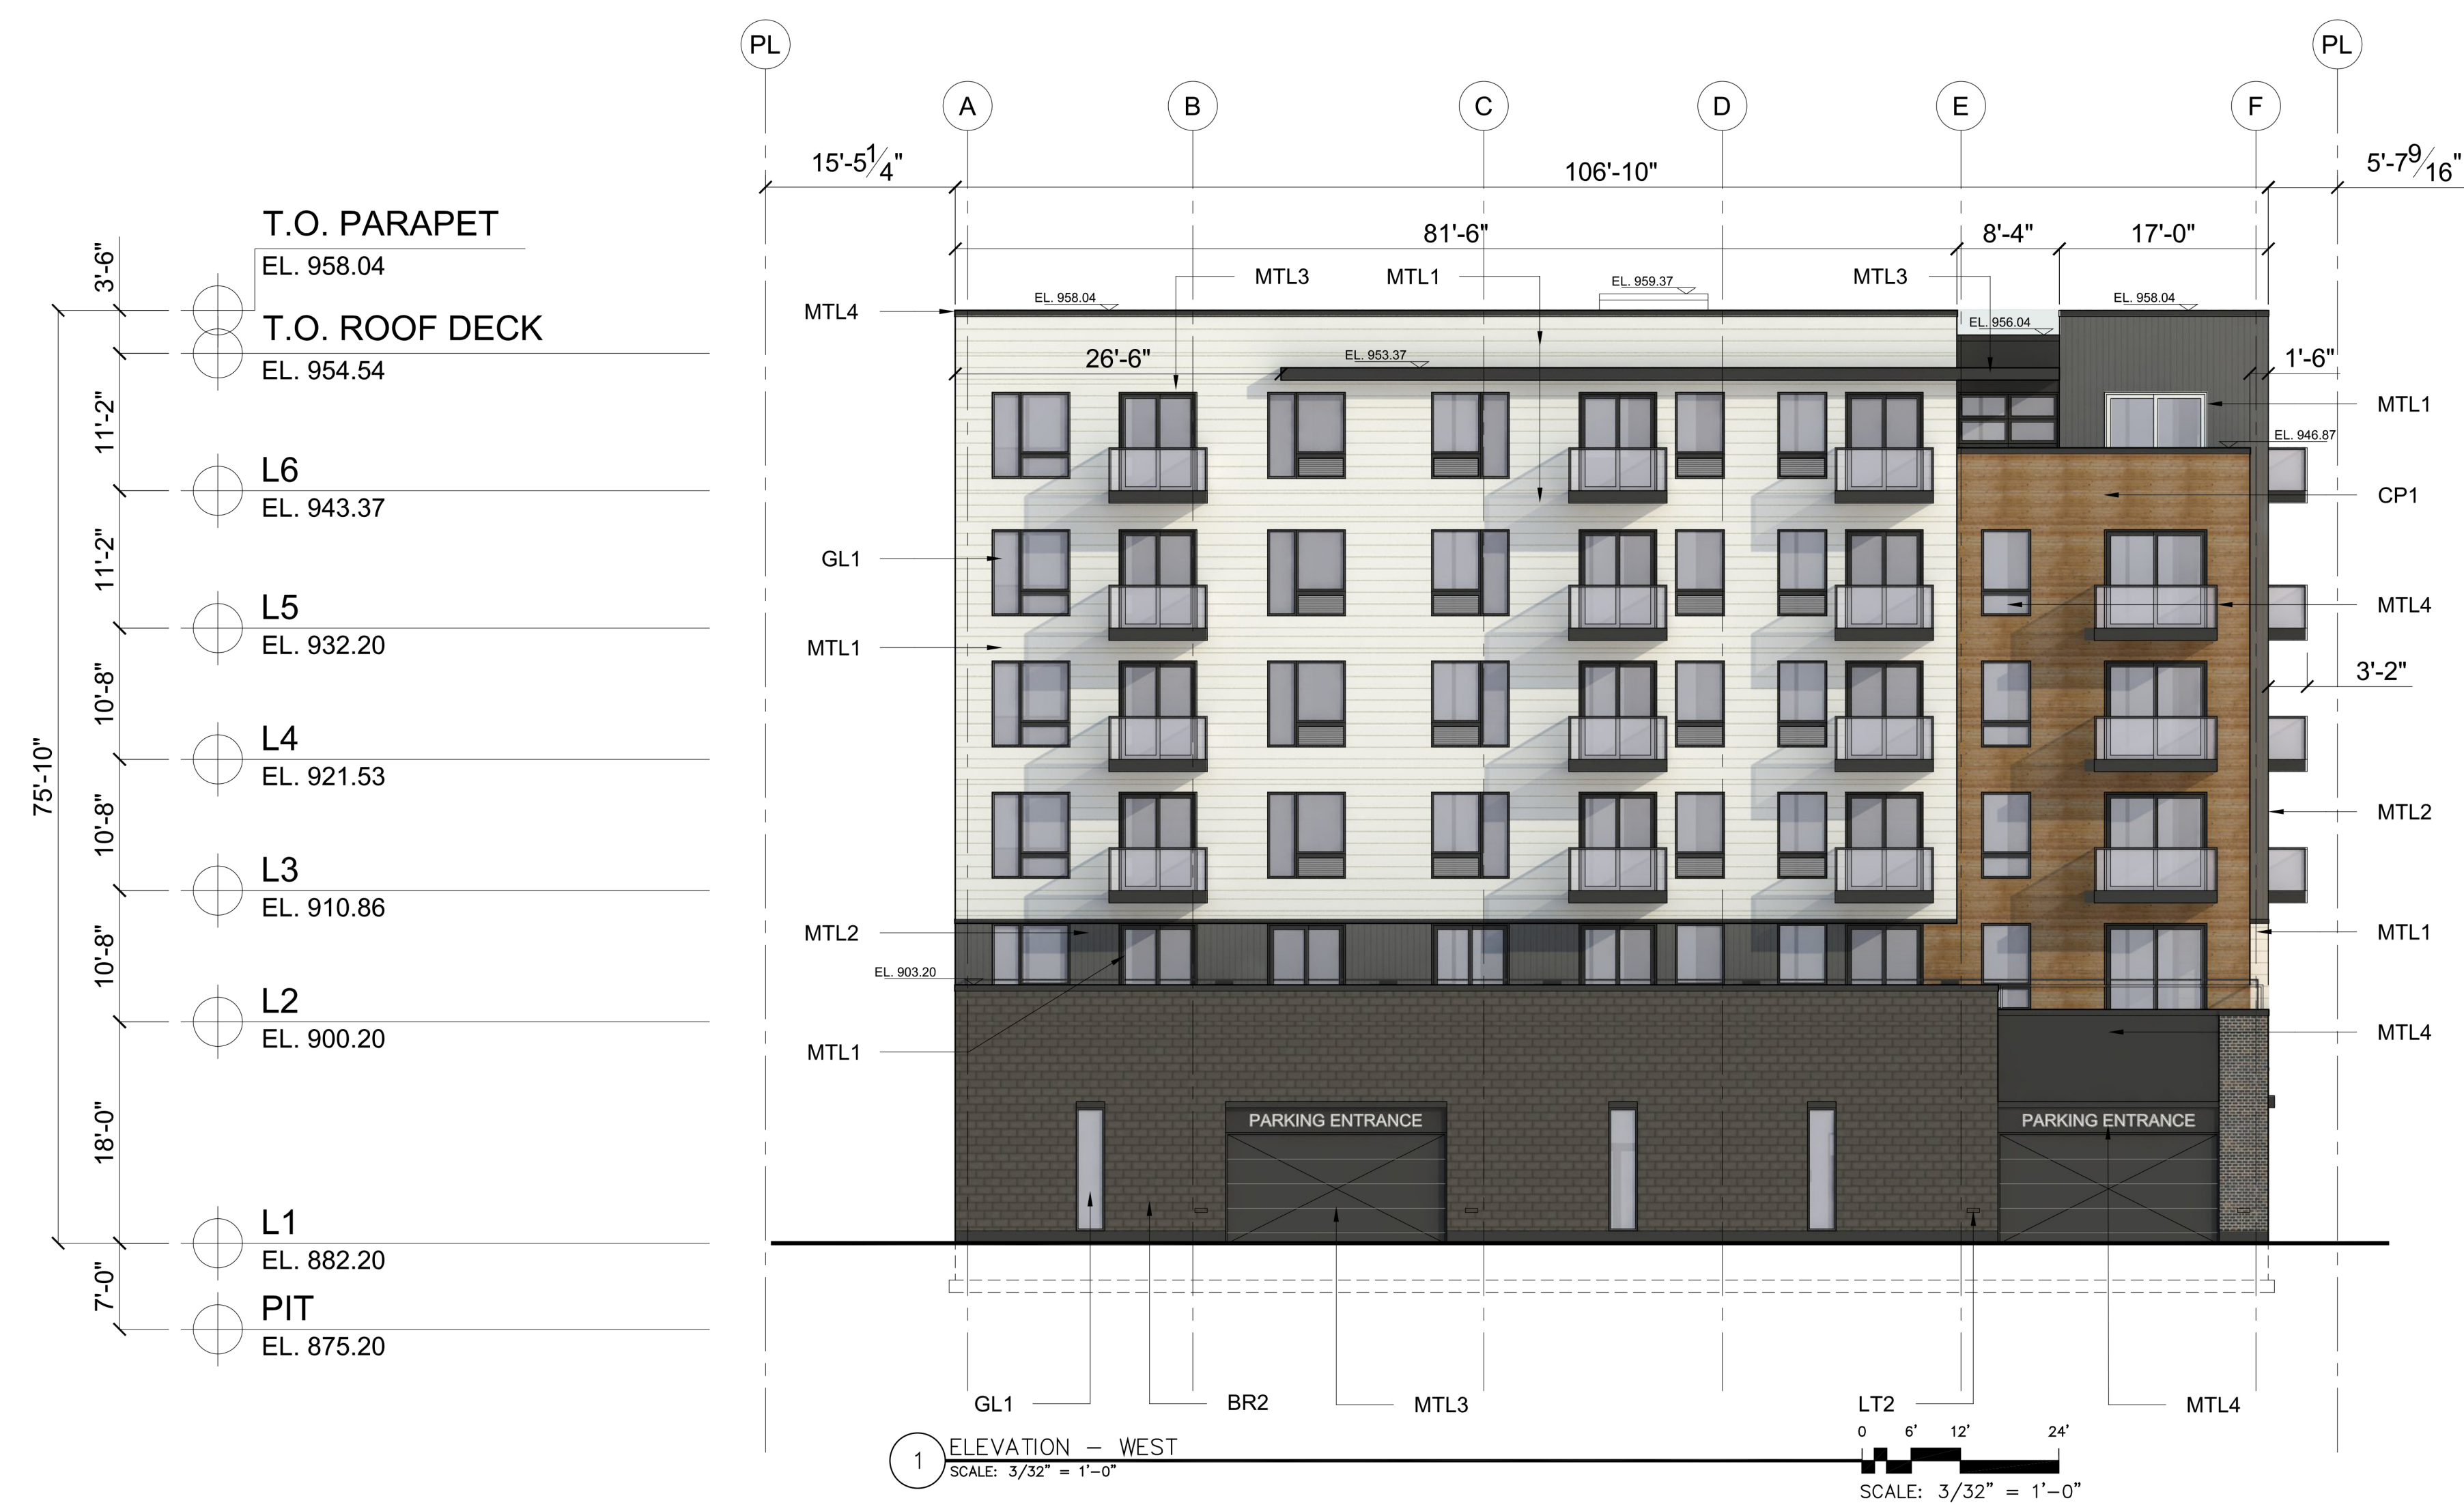 PL
PL
A
B
C
D
E
F
15'-5 1/4"
106'-10"
5'-7 9/16"
81'-6"
8'-4"
17'-0"
T.O. PARAPET
EL. 958.04
3'-6"
T.O. ROOF DECK
EL. 954.54
11'-2"
L6
EL. 943.37
11'-2"
L5
EL. 932.20
10'-8"
L4
EL. 921.53
10'-8"
L3
EL. 910.86
10'-8"
L2
EL. 900.20
18'-0"
L1
EL. 882.20
7'-0"
PIT
EL. 875.20
75'-10"
MTL3
MTL1
MTL3
MTL4
EL. 958.04
EL. 959.37
EL. 956.04
EL. 958.04
26'-6"
EL. 953.37
1'-6"
MTL1
EL. 946.87
CP1
GL1
MTL4
MTL1
3'-2"
MTL2
MTL2
MTL1
EL. 903.20
MTL1
MTL4
PARKING ENTRANCE
PARKING ENTRANCE
GL1
BR2
MTL3
LT2
MTL4
1
ELEVATION – WEST
SCALE: 3/32" = 1'-0"
0 6' 12' 24'
SCALE: 3/32" = 1'-0"